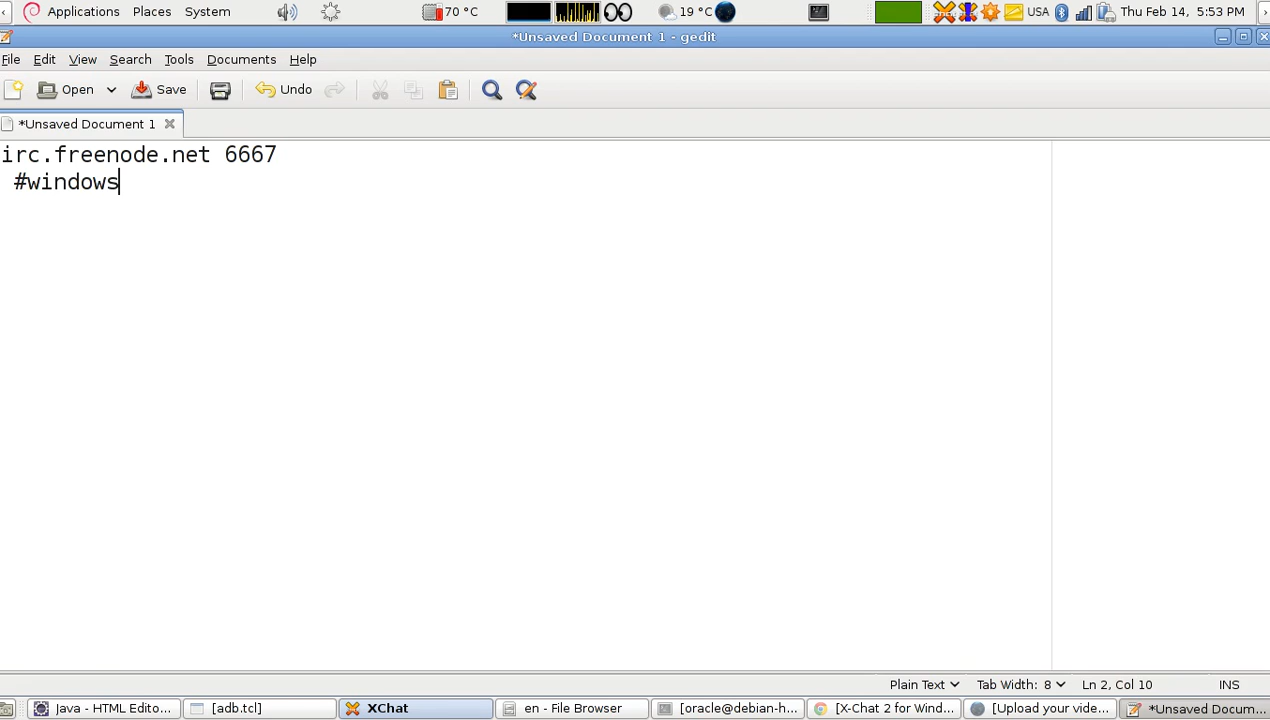 Applications Places System 70 °C 19 °C USA Thu Feb 14, 5:53 PM
*Unsaved Document 1 - gedit
File Edit View Search Tools Documents Help
Open Save Undo
*Unsaved Document 1
irc.freenode.net 6667
#windows
Plain Text Tab Width: 8 Ln 2, Col 10 INS
Java - HTML Edito... [adb.tcl] XChat en - File Browser [oracle@debian-h... [X-Chat 2 for Wind... [Upload your vide... *Unsaved Docum...